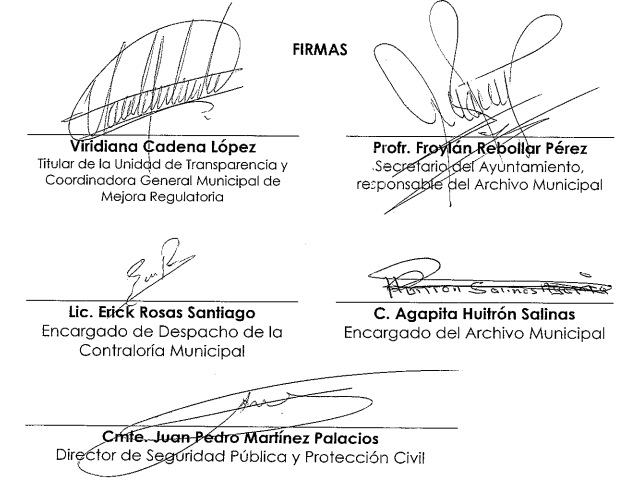 FIRMAS
Viridiana Cadena López
Titular de la Unidad de Transparencia y
Coordinadora General Municipal de
Mejora Regulatoria
Profr. Froylán Rebollar Pérez
Secretario del Ayuntamiento,
responsable del Archivo Municipal
Lic. Erick Rosas Santiago
Encargado de Despacho de la
Contraloría Municipal
Huitron Salinas
C. Agapita Huitrón Salinas
Encargado del Archivo Municipal
Cmte. Juan Pedro Martínez Palacios
Director de Seguridad Pública y Protección Civil